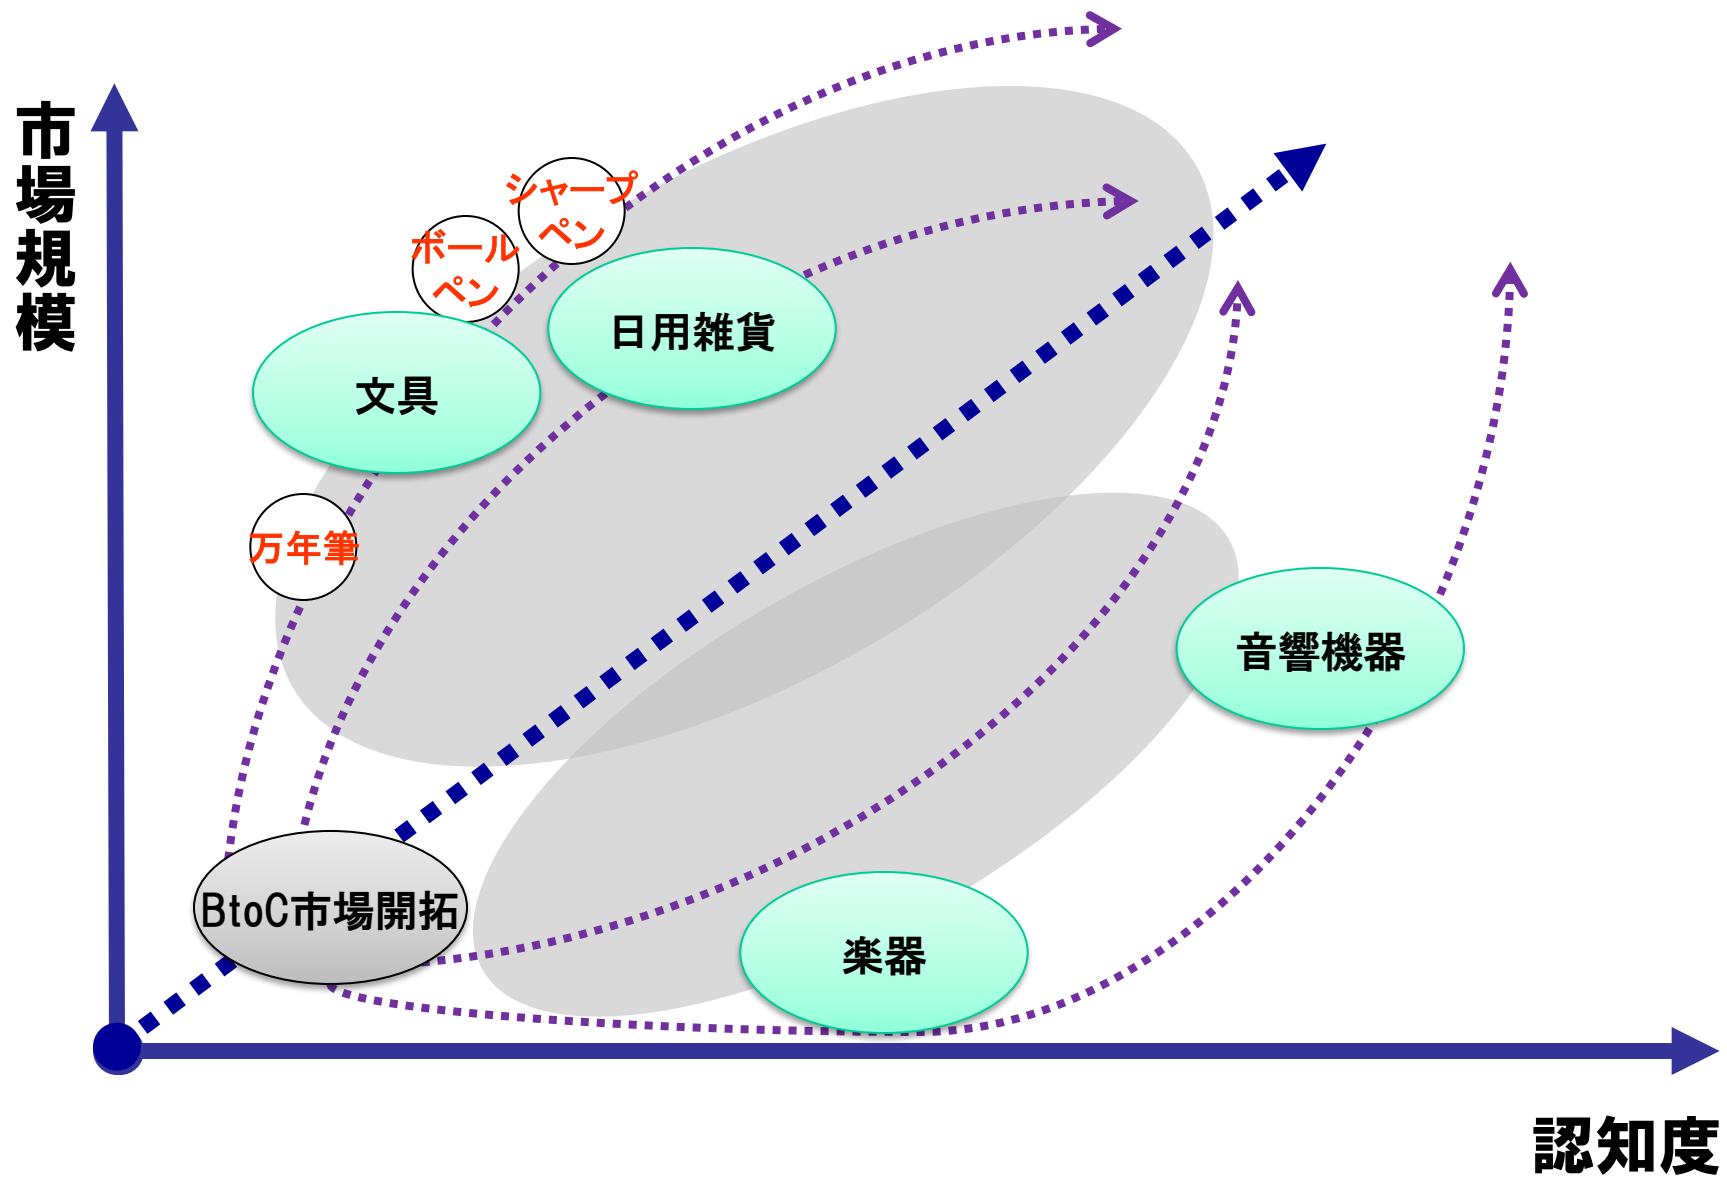 市場規模
シャープ
ペン
ボール
ペン
日用雑貨
文具
万年筆
音響機器
BtoC市場開拓
楽器
認知度